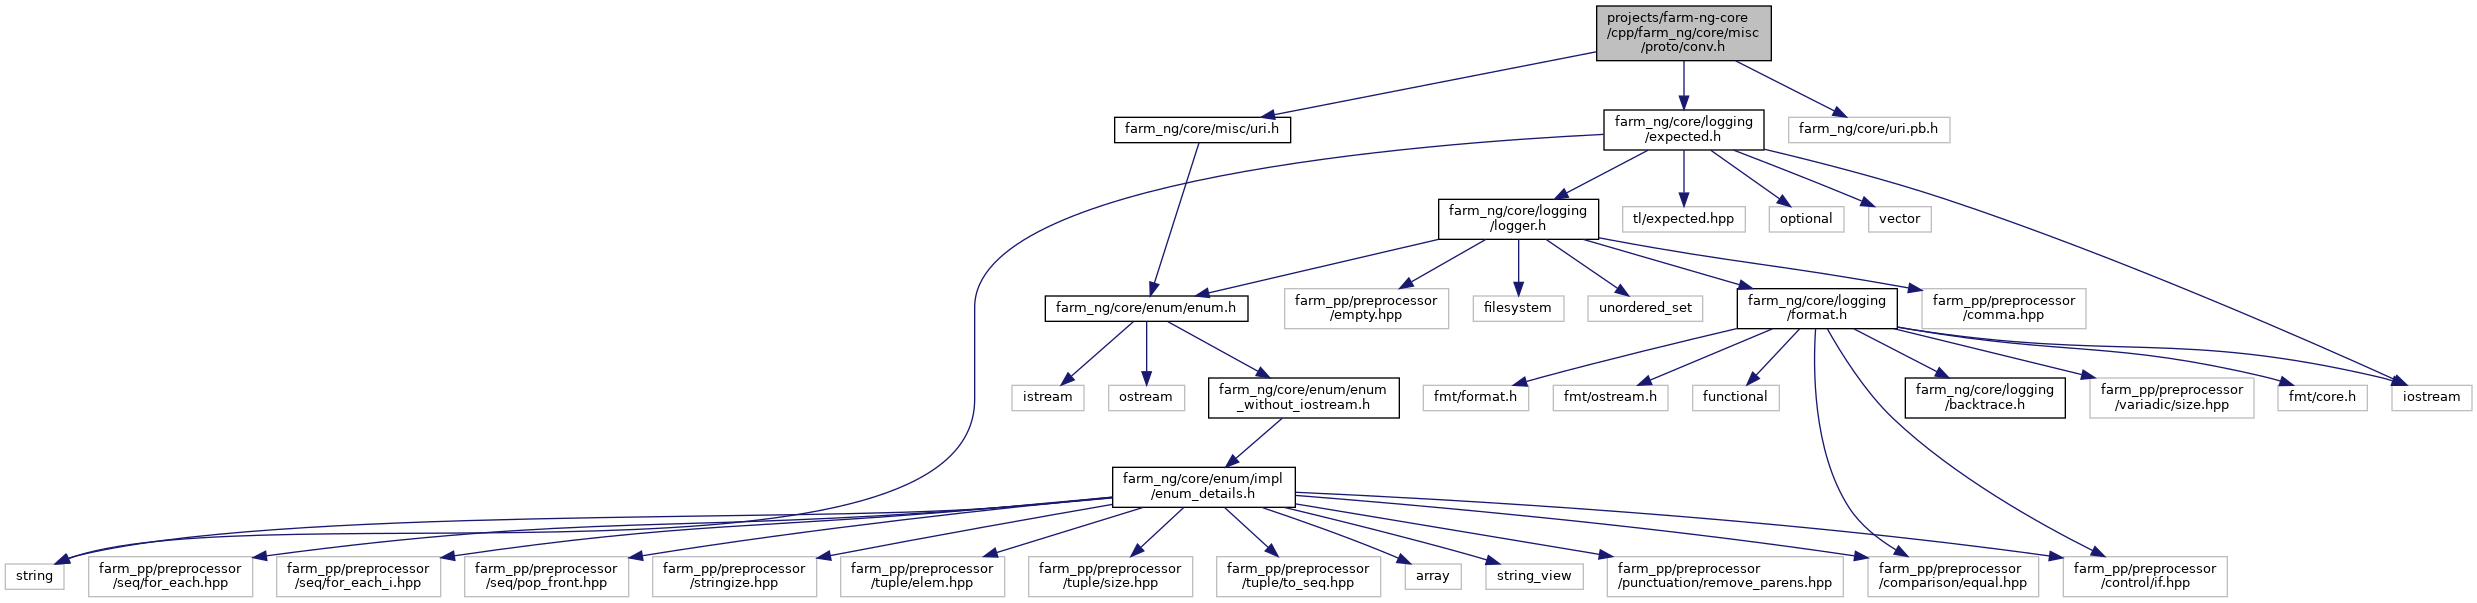 projects/farm-ng-core
/cpp/farm_ng/core/misc
/proto/conv.h
farm_ng/core/misc/uri.h
farm_ng/core/logging
/expected.h
farm_ng/core/uri.pb.h
farm_ng/core/logging
/logger.h
tl/expected.hpp
optional
vector
farm_ng/core/enum/enum.h
farm_pp/preprocessor
/empty.hpp
filesystem
unordered_set
farm_ng/core/logging
/format.h
farm_pp/preprocessor
/comma.hpp
istream
ostream
farm_ng/core/enum/enum
_without_iostream.h
fmt/format.h
fmt/ostream.h
functional
farm_ng/core/logging
/backtrace.h
farm_pp/preprocessor
/variadic/size.hpp
fmt/core.h
iostream
farm_ng/core/enum/impl
/enum_details.h
string
farm_pp/preprocessor
/seq/for_each.hpp
farm_pp/preprocessor
/seq/for_each_i.hpp
farm_pp/preprocessor
/seq/pop_front.hpp
farm_pp/preprocessor
/stringize.hpp
farm_pp/preprocessor
/tuple/elem.hpp
farm_pp/preprocessor
/tuple/size.hpp
farm_pp/preprocessor
/tuple/to_seq.hpp
array
string_view
farm_pp/preprocessor
/punctuation/remove_parens.hpp
farm_pp/preprocessor
/comparison/equal.hpp
farm_pp/preprocessor
/control/if.hpp